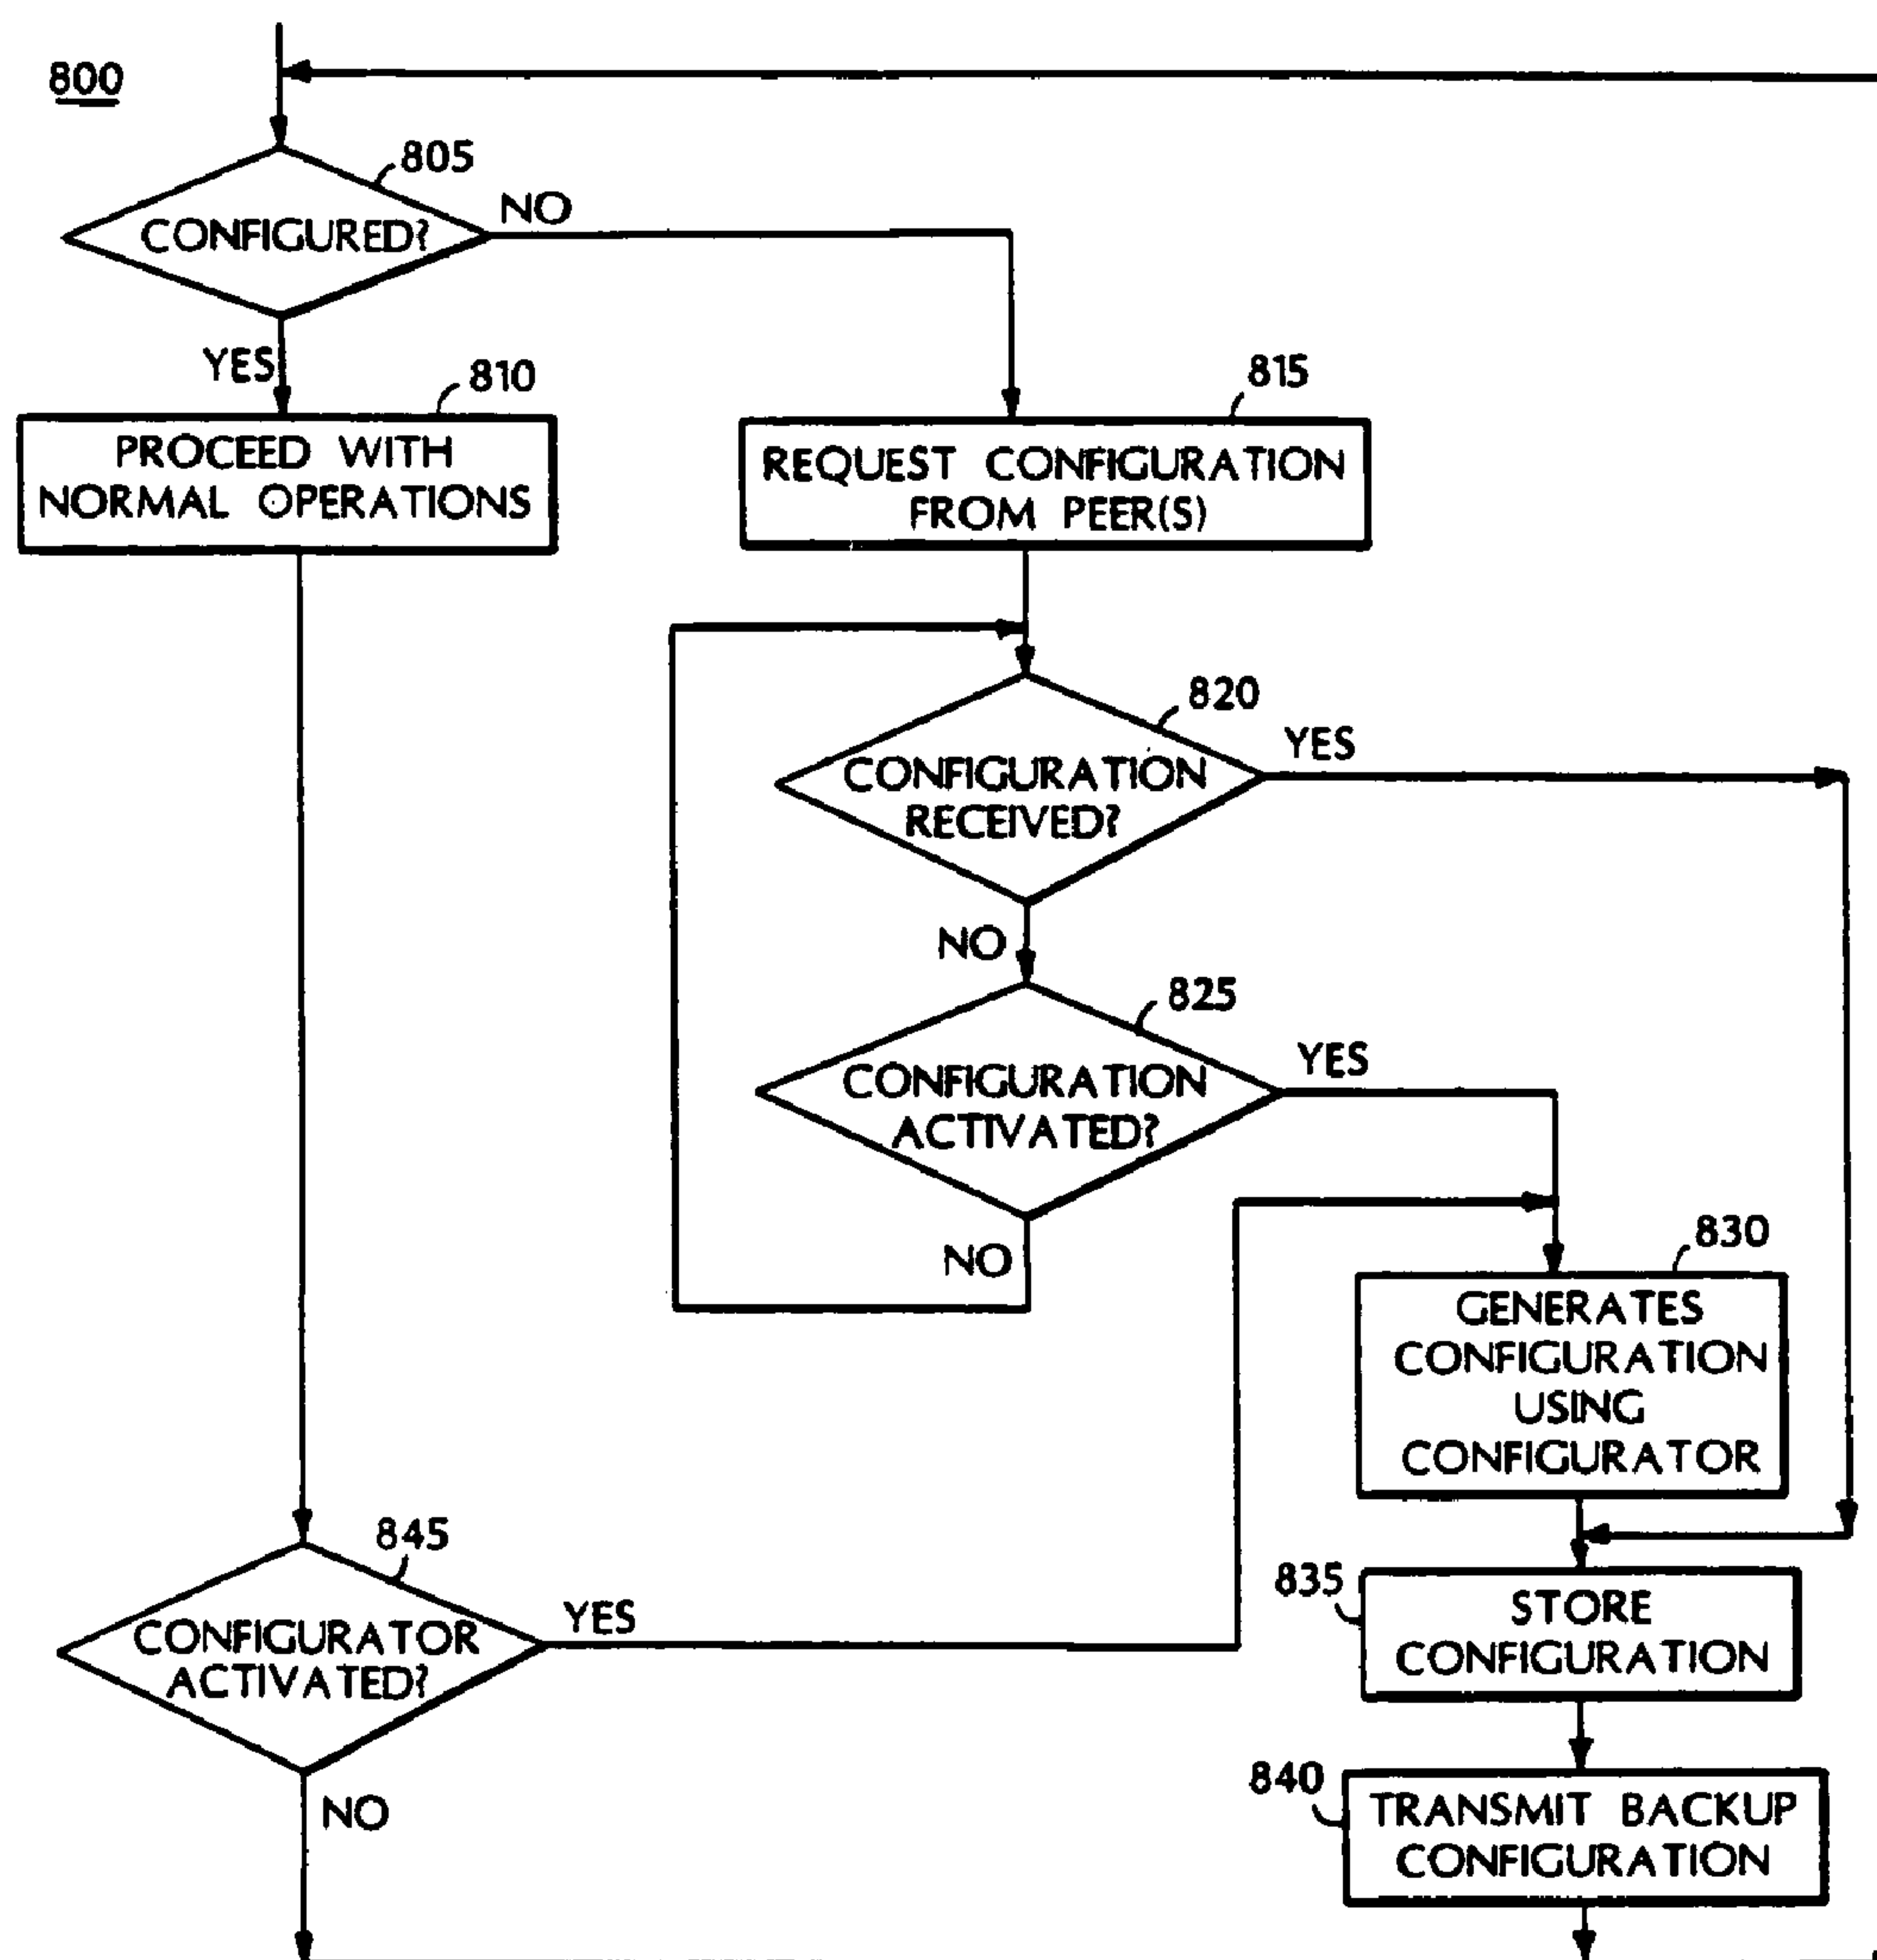 800
805
CONFIGURED?
NO
YES
810
PROCEED WITH
NORMAL OPERATIONS
815
REQUEST CONFIGURATION
FROM PEER(S)
820
CONFIGURATION
RECEIVED?
YES
NO
825
CONFIGURATION
ACTIVATED?
YES
NO
830
GENERATES
CONFIGURATION
USING
CONFIGURATOR
845
CONFIGURATOR
ACTIVATED?
YES
NO
835
STORE
CONFIGURATION
840
TRANSMIT BACKUP
CONFIGURATION